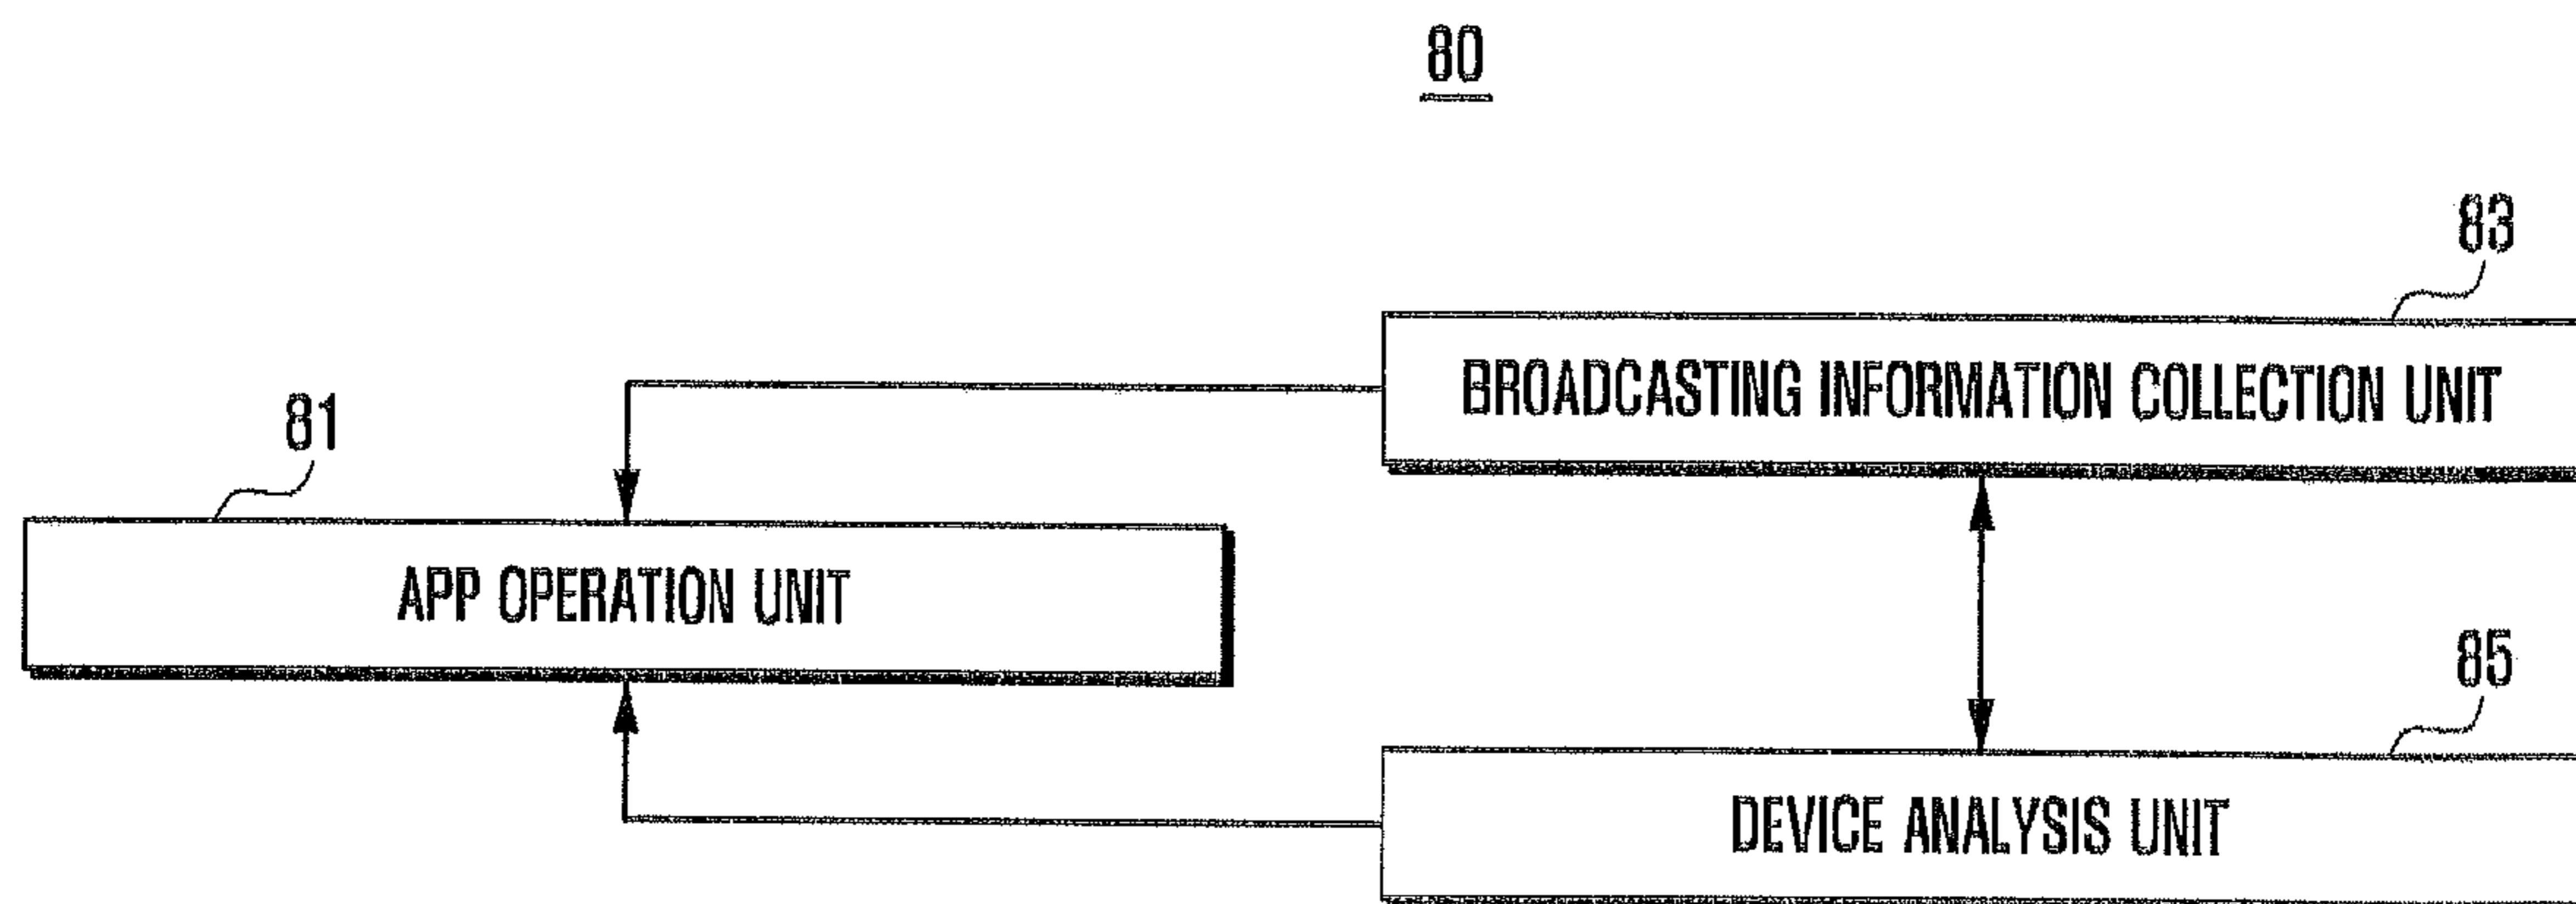 80
83
BROADCASTING INFORMATION COLLECTION UNIT
81
APP OPERATION UNIT
85
DEVICE ANALYSIS UNIT